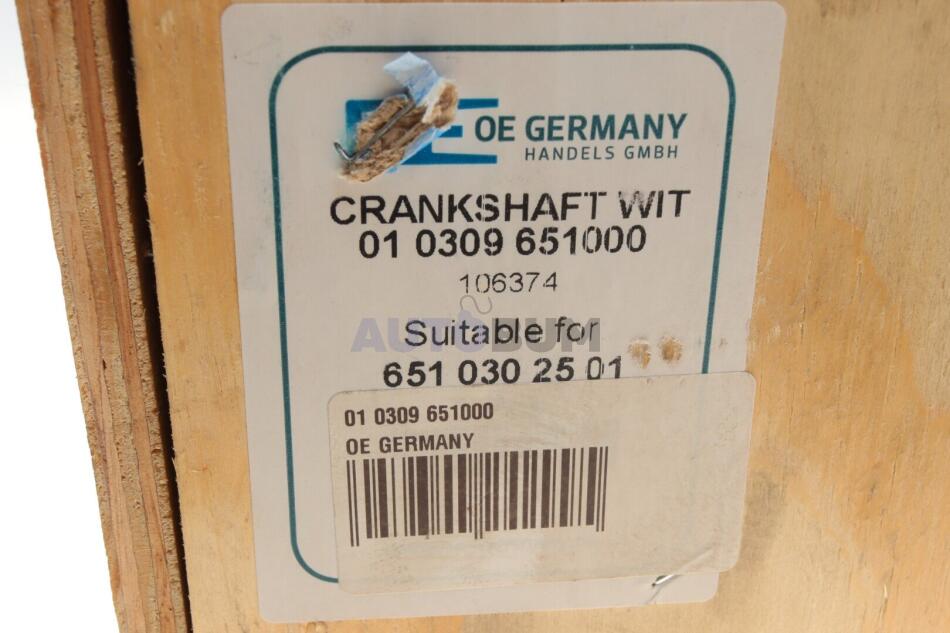 OE GERMANY
HANDELS GMBH
CRANKSHAFT WIT
01 0309 651000
106374
AUTOBUM
Suitable for
651 030 25 01
01 0309 651000
OE GERMANY